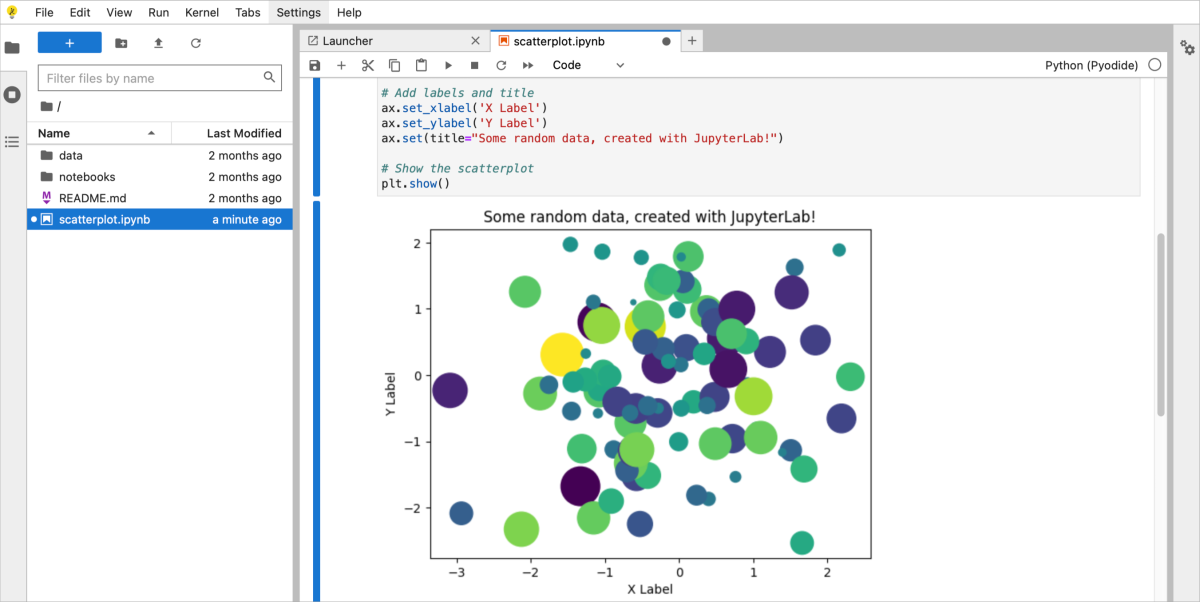 File Edit View Run Kernel Tabs Settings Help
+
Filter files by name
/
Name Last Modified
data 2 months ago
notebooks 2 months ago
README.md 2 months ago
scatterplot.ipynb a minute ago
Launcher scatterplot.ipynb
Code Python (Pyodide)
# Add labels and title
ax.set_xlabel('X Label')
ax.set_ylabel('Y Label')
ax.set(title="Some random data, created with JupyterLab!")
# Show the scatterplot
plt.show()
Some random data, created with JupyterLab!
2
1
0
−1
−2
Y Label
−3 −2 −1 0 1 2
X Label